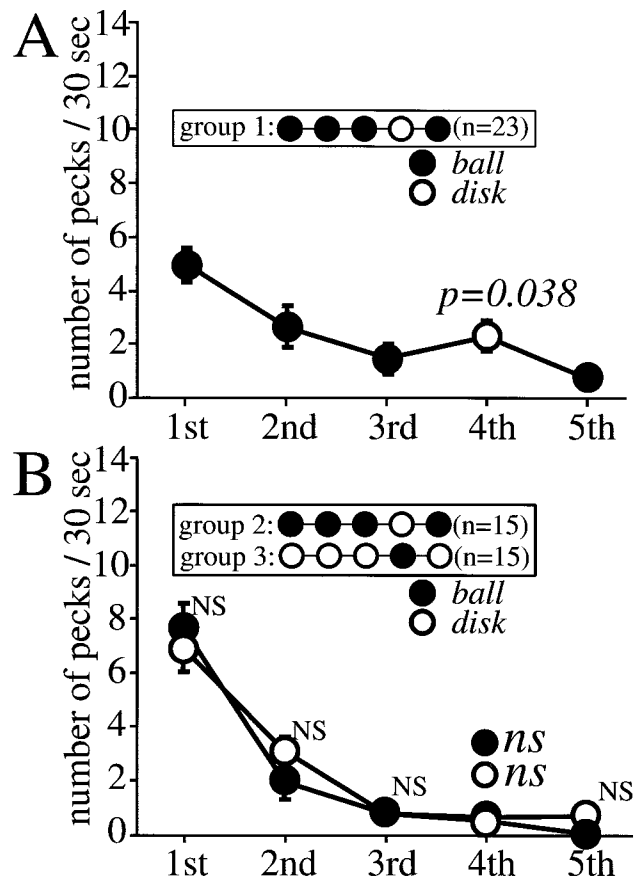 A
number of pecks / 30 sec
14
12
10
8
6
4
2
0
group 1: (n=23)
ball
disk
p=0.038
1st 2nd 3rd 4th 5th
B
number of pecks / 30 sec
14
12
10
8
6
4
2
0
group 2: (n=15)
group 3: (n=15)
ball
disk
NS
NS
NS
ns
ns
NS
1st 2nd 3rd 4th 5th